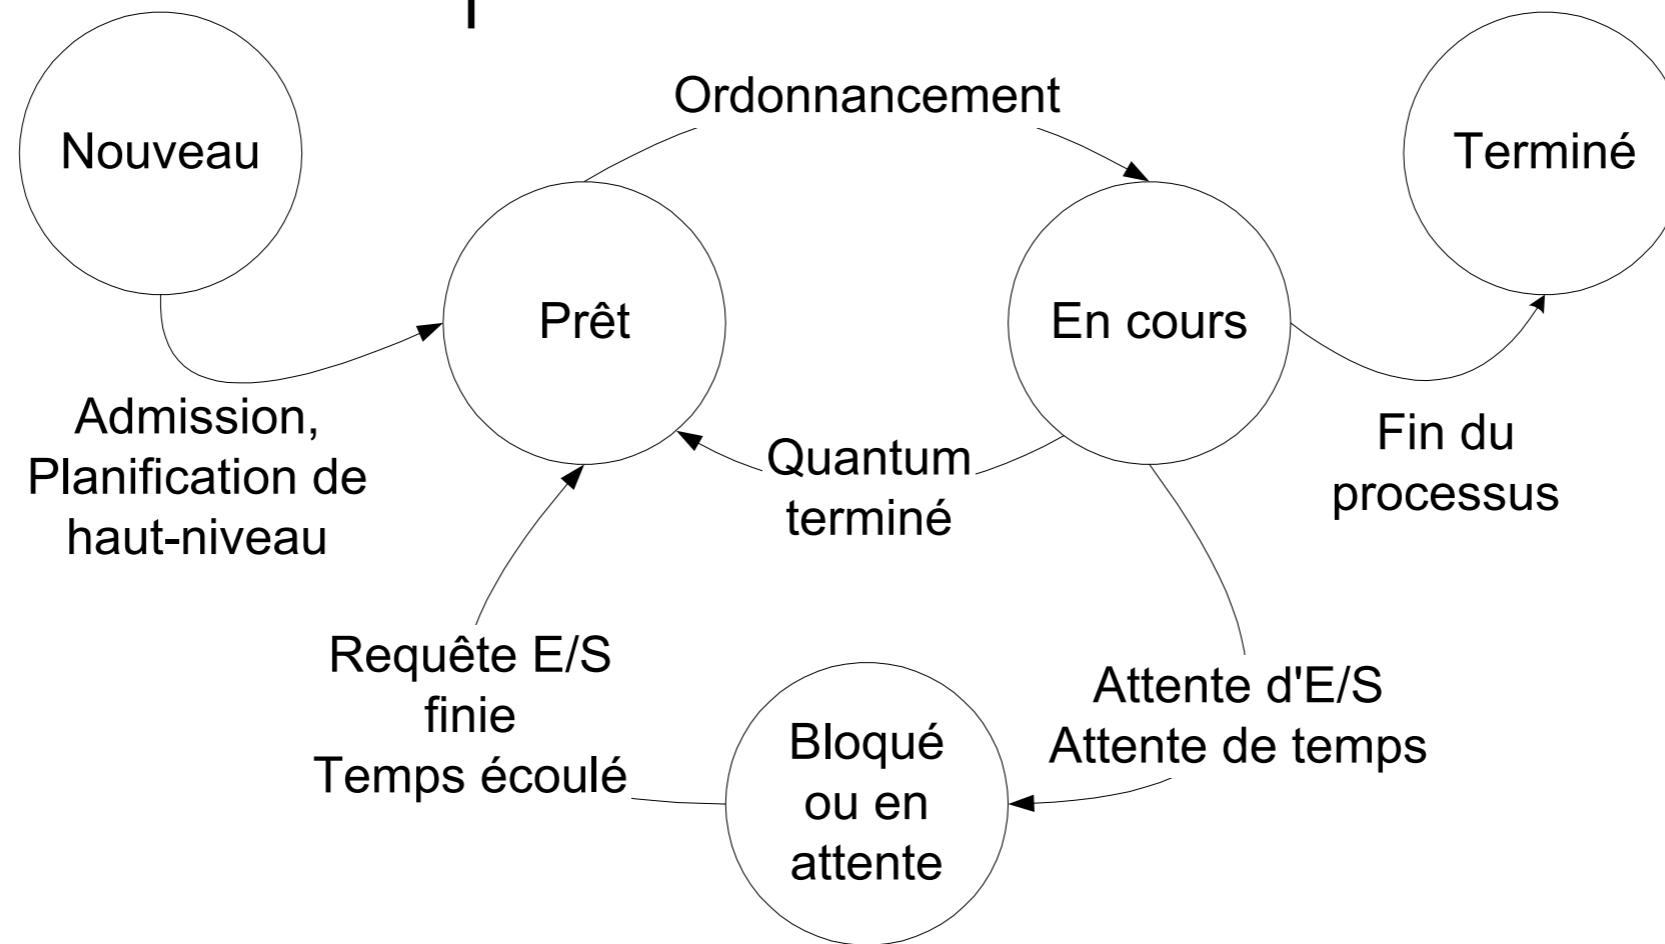 Ordonnancement
Nouveau
Terminé
Prêt
En cours
Admission,
Planification de
haut-niveau
Quantum
terminé
Fin du
processus
Requête E/S
finie
Temps écoulé
Attente d'E/S
Attente de temps
Bloqué
ou en
attente